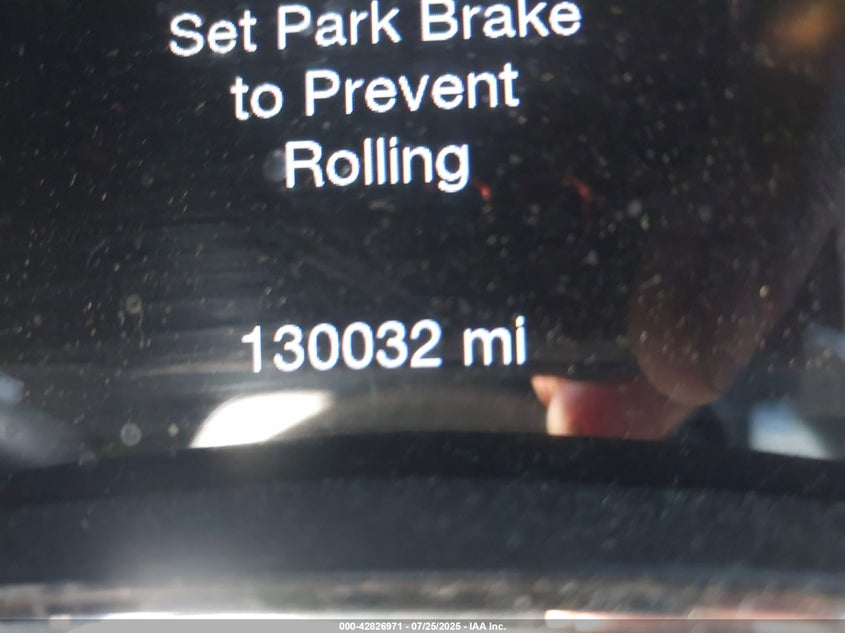 Set Park Brake
to Prevent
Rolling
130032 mi
000-42826971 - 07/25/2025 - IAA Inc.